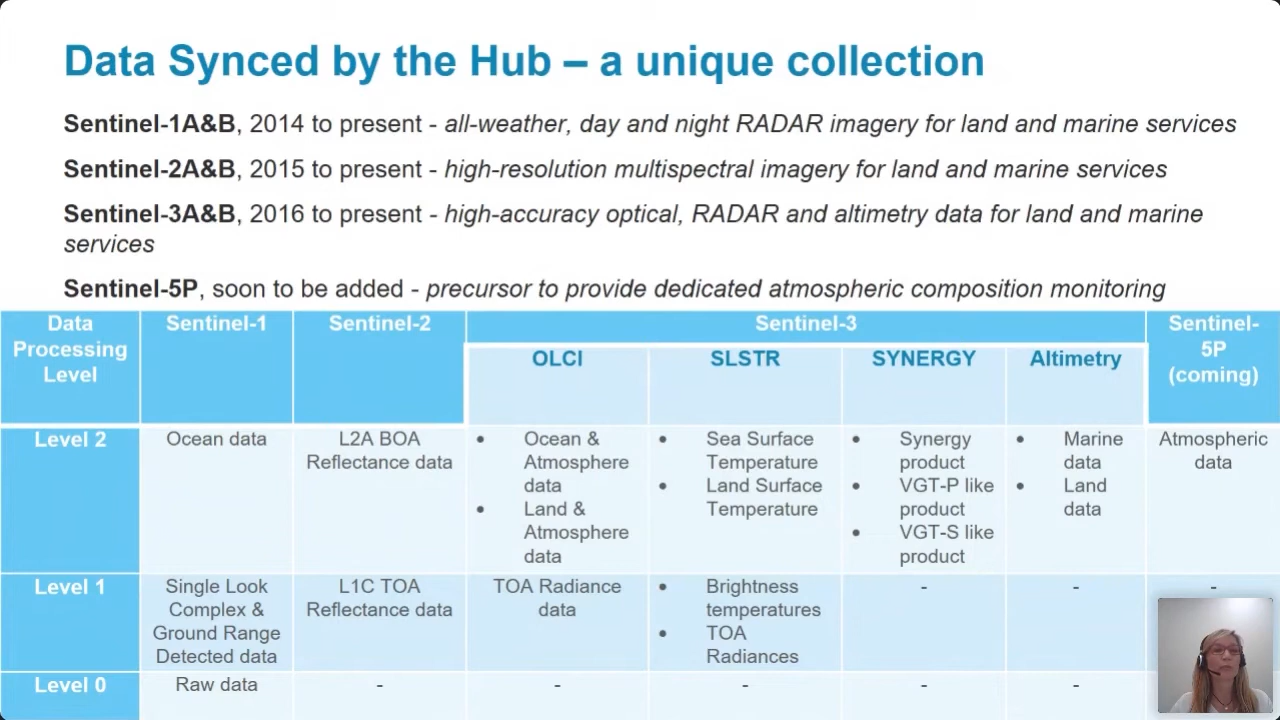 Data Synced by the Hub – a unique collection
Sentinel-1A&B, 2014 to present - all-weather, day and night RADAR imagery for land and marine services
Sentinel-2A&B, 2015 to present - high-resolution multispectral imagery for land and marine services
Sentinel-3A&B, 2016 to present - high-accuracy optical, RADAR and altimetry data for land and marine
services
Sentinel-5P, soon to be added - precursor to provide dedicated atmospheric composition monitoring
Data
Processing
Level
Sentinel-1
Sentinel-2
Sentinel-3
Sentinel-
5P
(coming)
OLCI
SLSTR
SYNERGY
Altimetry
Level 2
Ocean data
L2A BOA
Reflectance data
• Ocean &
Atmosphere
data
• Land &
Atmosphere
data
• Sea Surface
Temperature
• Land Surface
Temperature
• Synergy
product
• VGT-P like
product
• VGT-S like
product
• Marine
data
• Land
data
Atmospheric
data
Level 1
Single Look
Complex &
Ground Range
Detected data
L1C TOA
Reflectance data
TOA Radiance
data
• Brightness
temperatures
• TOA
Radiances
-
-
-
Level 0
Raw data
-
-
-
-
-